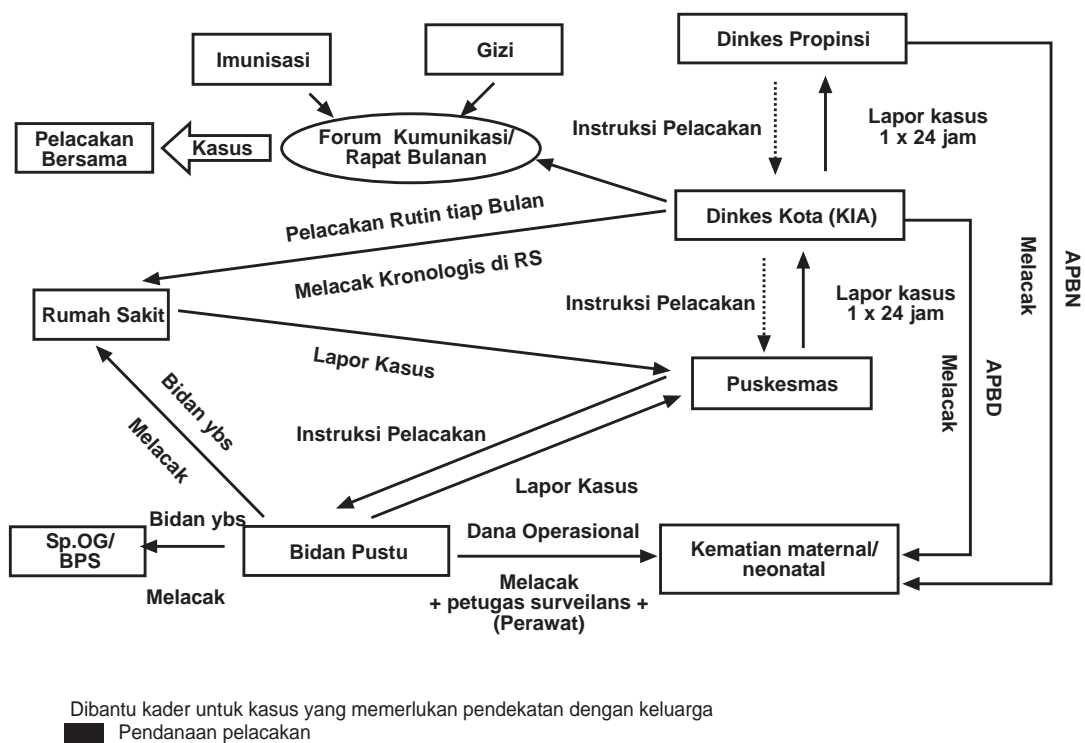 Imunisasi
Gizi
Dinkes Propinsi
Pelacakan
Bersama
Kasus
Forum Kumunikasi/
Rapat Bulanan
Instruksi Pelacakan
Lapor kasus
1 x 24 jam
Dinkes Kota (KIA)
Pelacakan Rutin tiap Bulan
Melacak Kronologis di RS
Rumah Sakit
Instruksi Pelacakan
Lapor kasus
1 x 24 jam
Melacak
APBN
Lapor Kasus
Puskesmas
Melacak
APBD
Bidan ybs
Melacak
Instruksi Pelacakan
Lapor Kasus
Sp.OG/
BPS
Bidan ybs
Melacak
Bidan Pustu
Dana Operasional
Melacak
+ petugas surveilans +
(Perawat)
Kematian maternal/
neonatal
Dibantu kader untuk kasus yang memerlukan pendekatan dengan keluarga
Pendanaan pelacakan